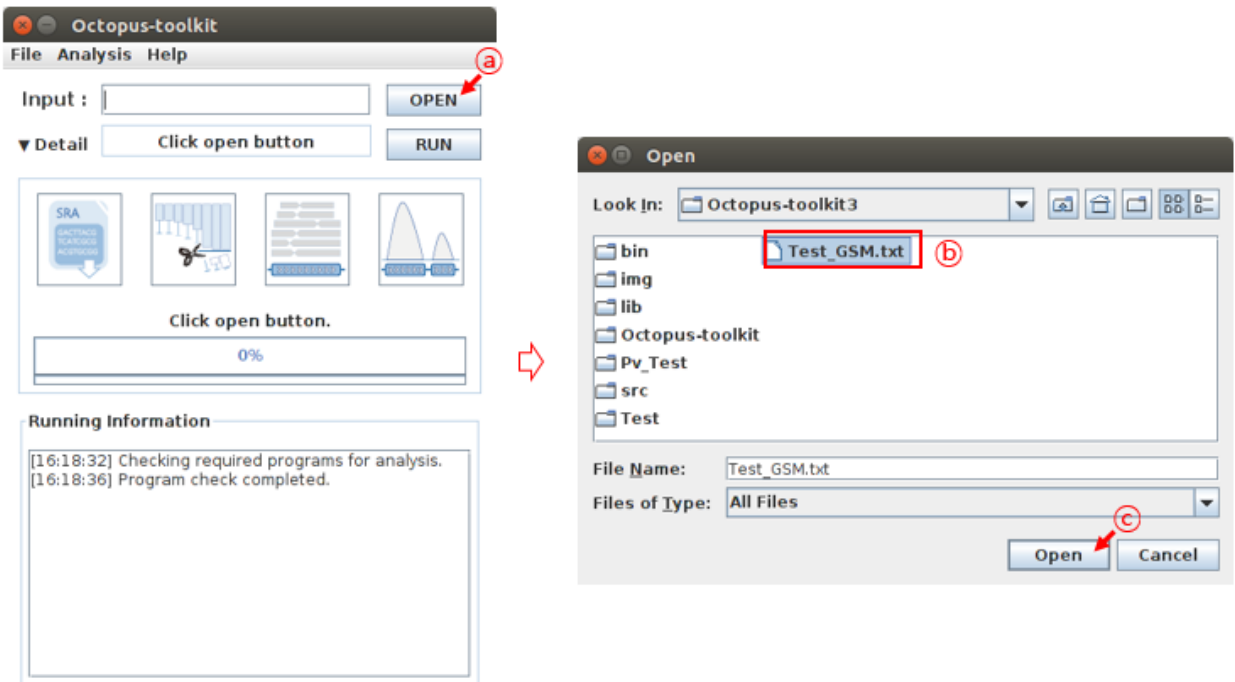 Octopus-toolkit
File Analysis Help
ⓐ
Input : OPEN
▼ Detail Click open button RUN
SRA
GACTTACG
TCATCGCG
ACGTGCGG
Click open button.
0%
Running Information
[16:18:32] Checking required programs for analysis.
[16:18:36] Program check completed.
Open
Look In: Octopus-toolkit3
bin Test_GSM.txt ⓑ
img
lib
Octopus-toolkit
Pv_Test
src
Test
File Name: Test_GSM.txt
Files of Type: All Files
ⓒ
Open Cancel